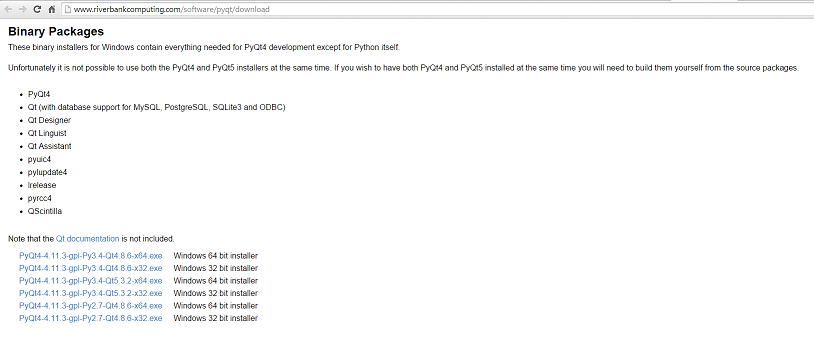 www.riverbankcomputing.com/software/pyqt/download
Binary Packages
These binary installers for Windows contain everything needed for PyQt4 development except for Python itself.
Unfortunately it is not possible to use both the PyQt4 and PyQt5 installers at the same time. If you wish to have both PyQt4 and PyQt5 installed at the same time you will need to build them yourself from the source packages.
PyQt4
Qt (with database support for MySQL, PostgreSQL, SQLite3 and ODBC)
Qt Designer
Qt Linguist
Qt Assistant
pyuic4
pylupdate4
lrelease
pyrcc4
QScintilla
Note that the Qt documentation is not included.
PyQt4-4.11.3-gpl-Py3.4-Qt4.8.6-x64.exe Windows 64 bit installer
PyQt4-4.11.3-gpl-Py3.4-Qt4.8.6-x32.exe Windows 32 bit installer
PyQt4-4.11.3-gpl-Py3.4-Qt5.3.2-x64.exe Windows 64 bit installer
PyQt4-4.11.3-gpl-Py3.4-Qt5.3.2-x32.exe Windows 32 bit installer
PyQt4-4.11.3-gpl-Py2.7-Qt4.8.6-x64.exe Windows 64 bit installer
PyQt4-4.11.3-gpl-Py2.7-Qt4.8.6-x32.exe Windows 32 bit installer